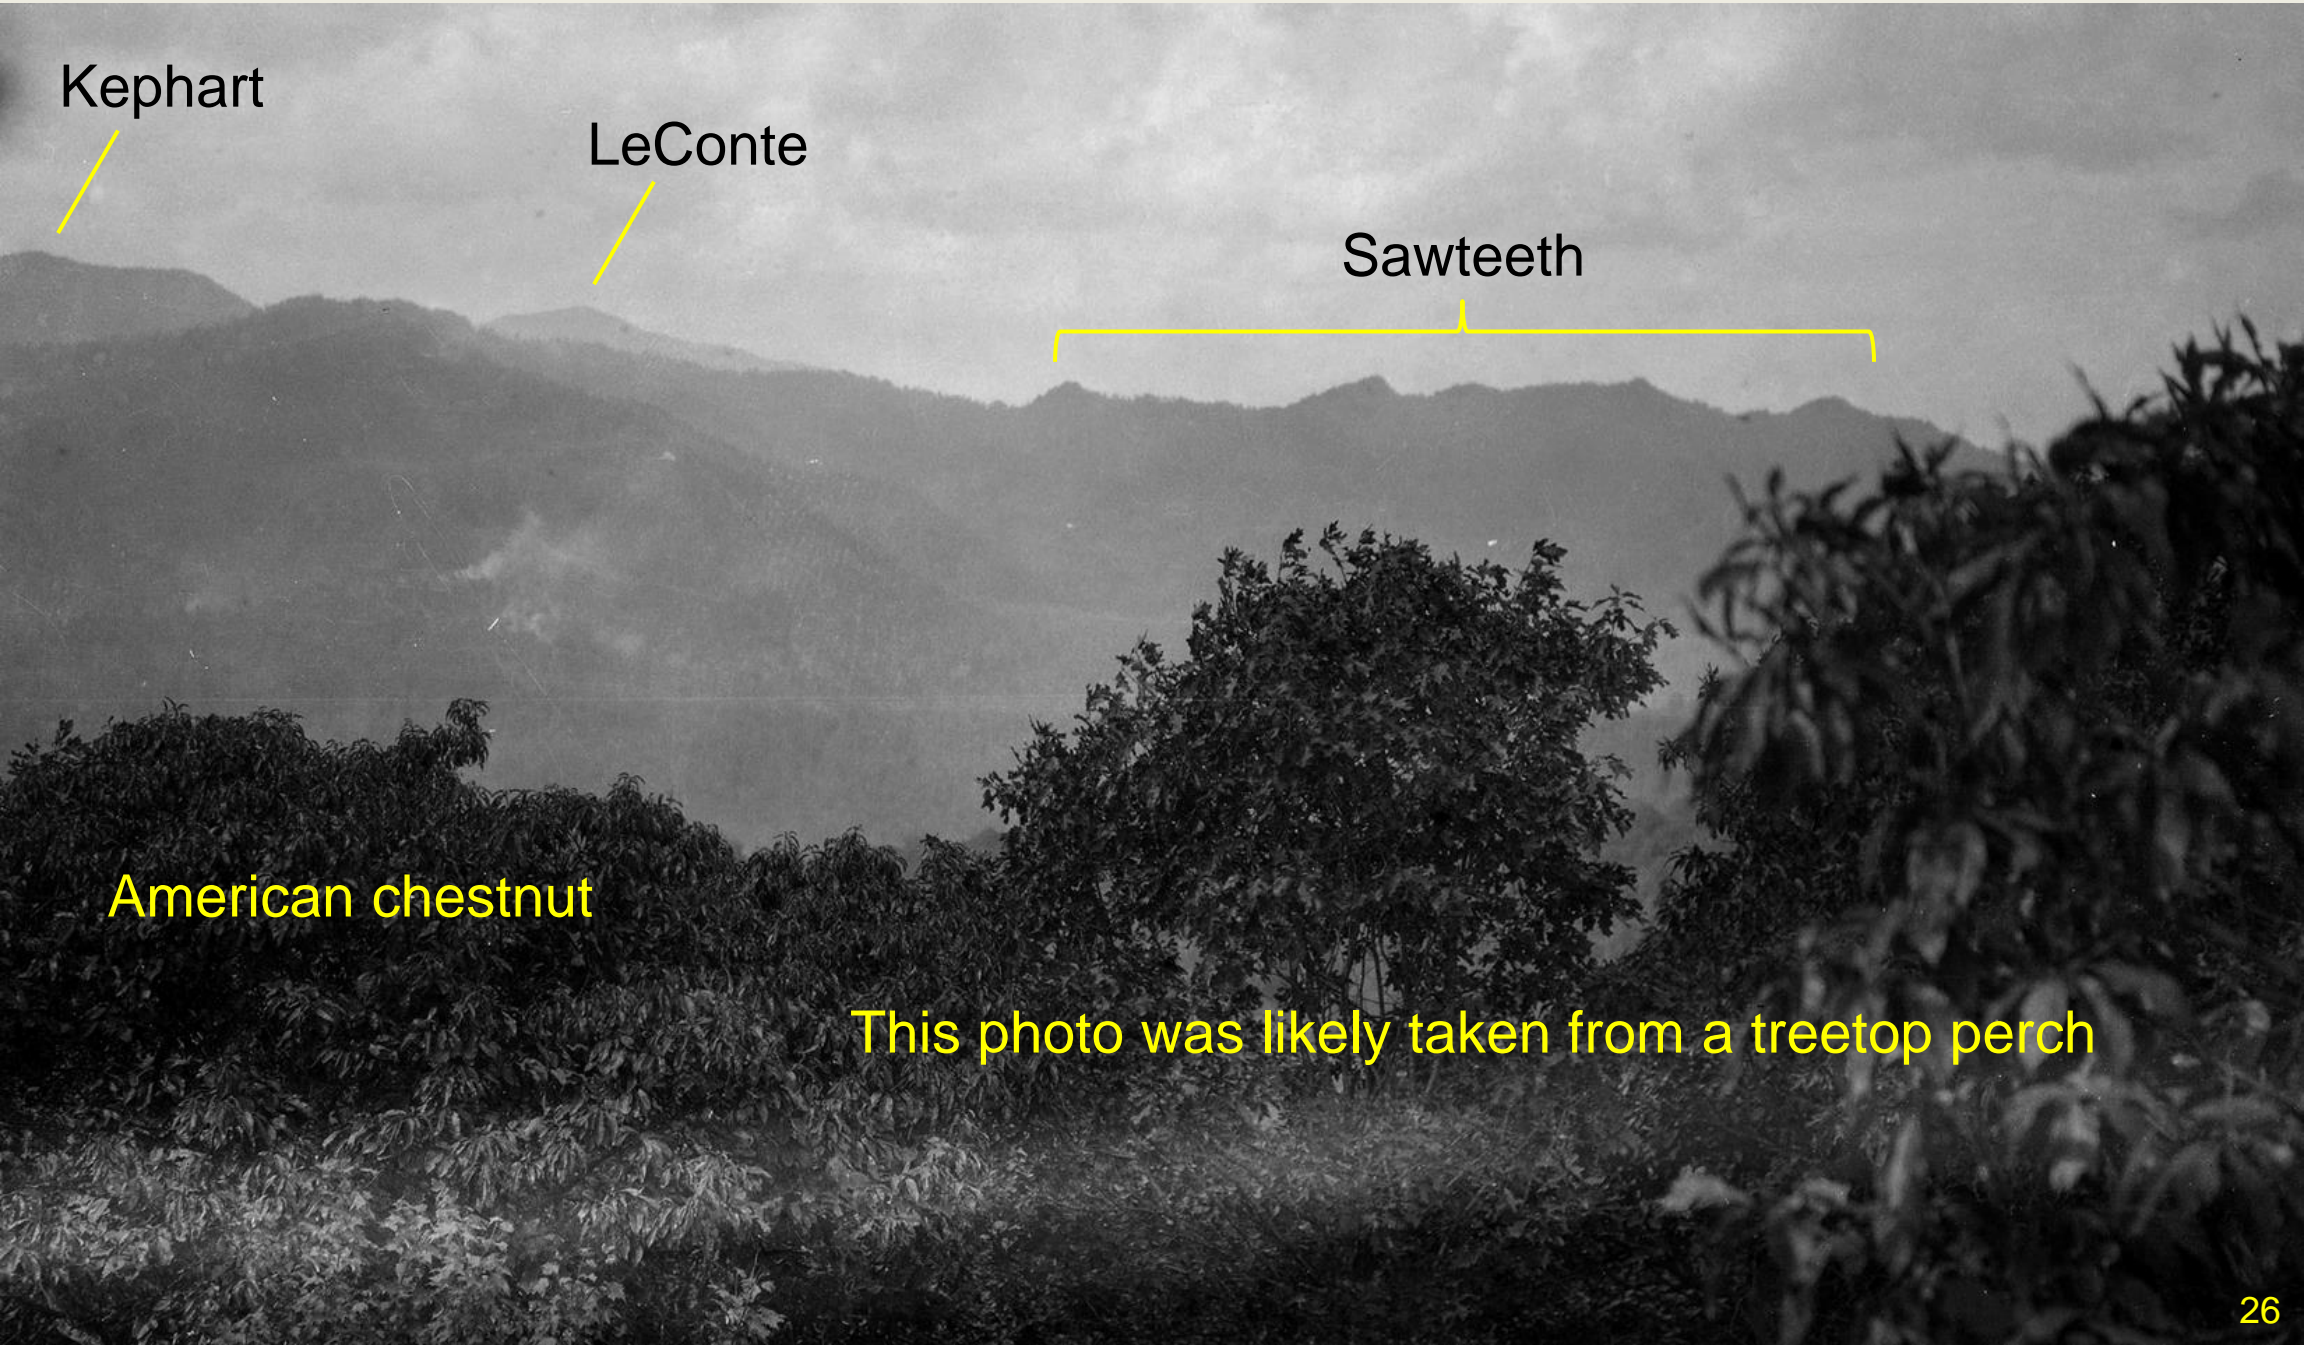 Kephart
LeConte
Sawteeth
American chestnut
This photo was likely taken from a treetop perch
26